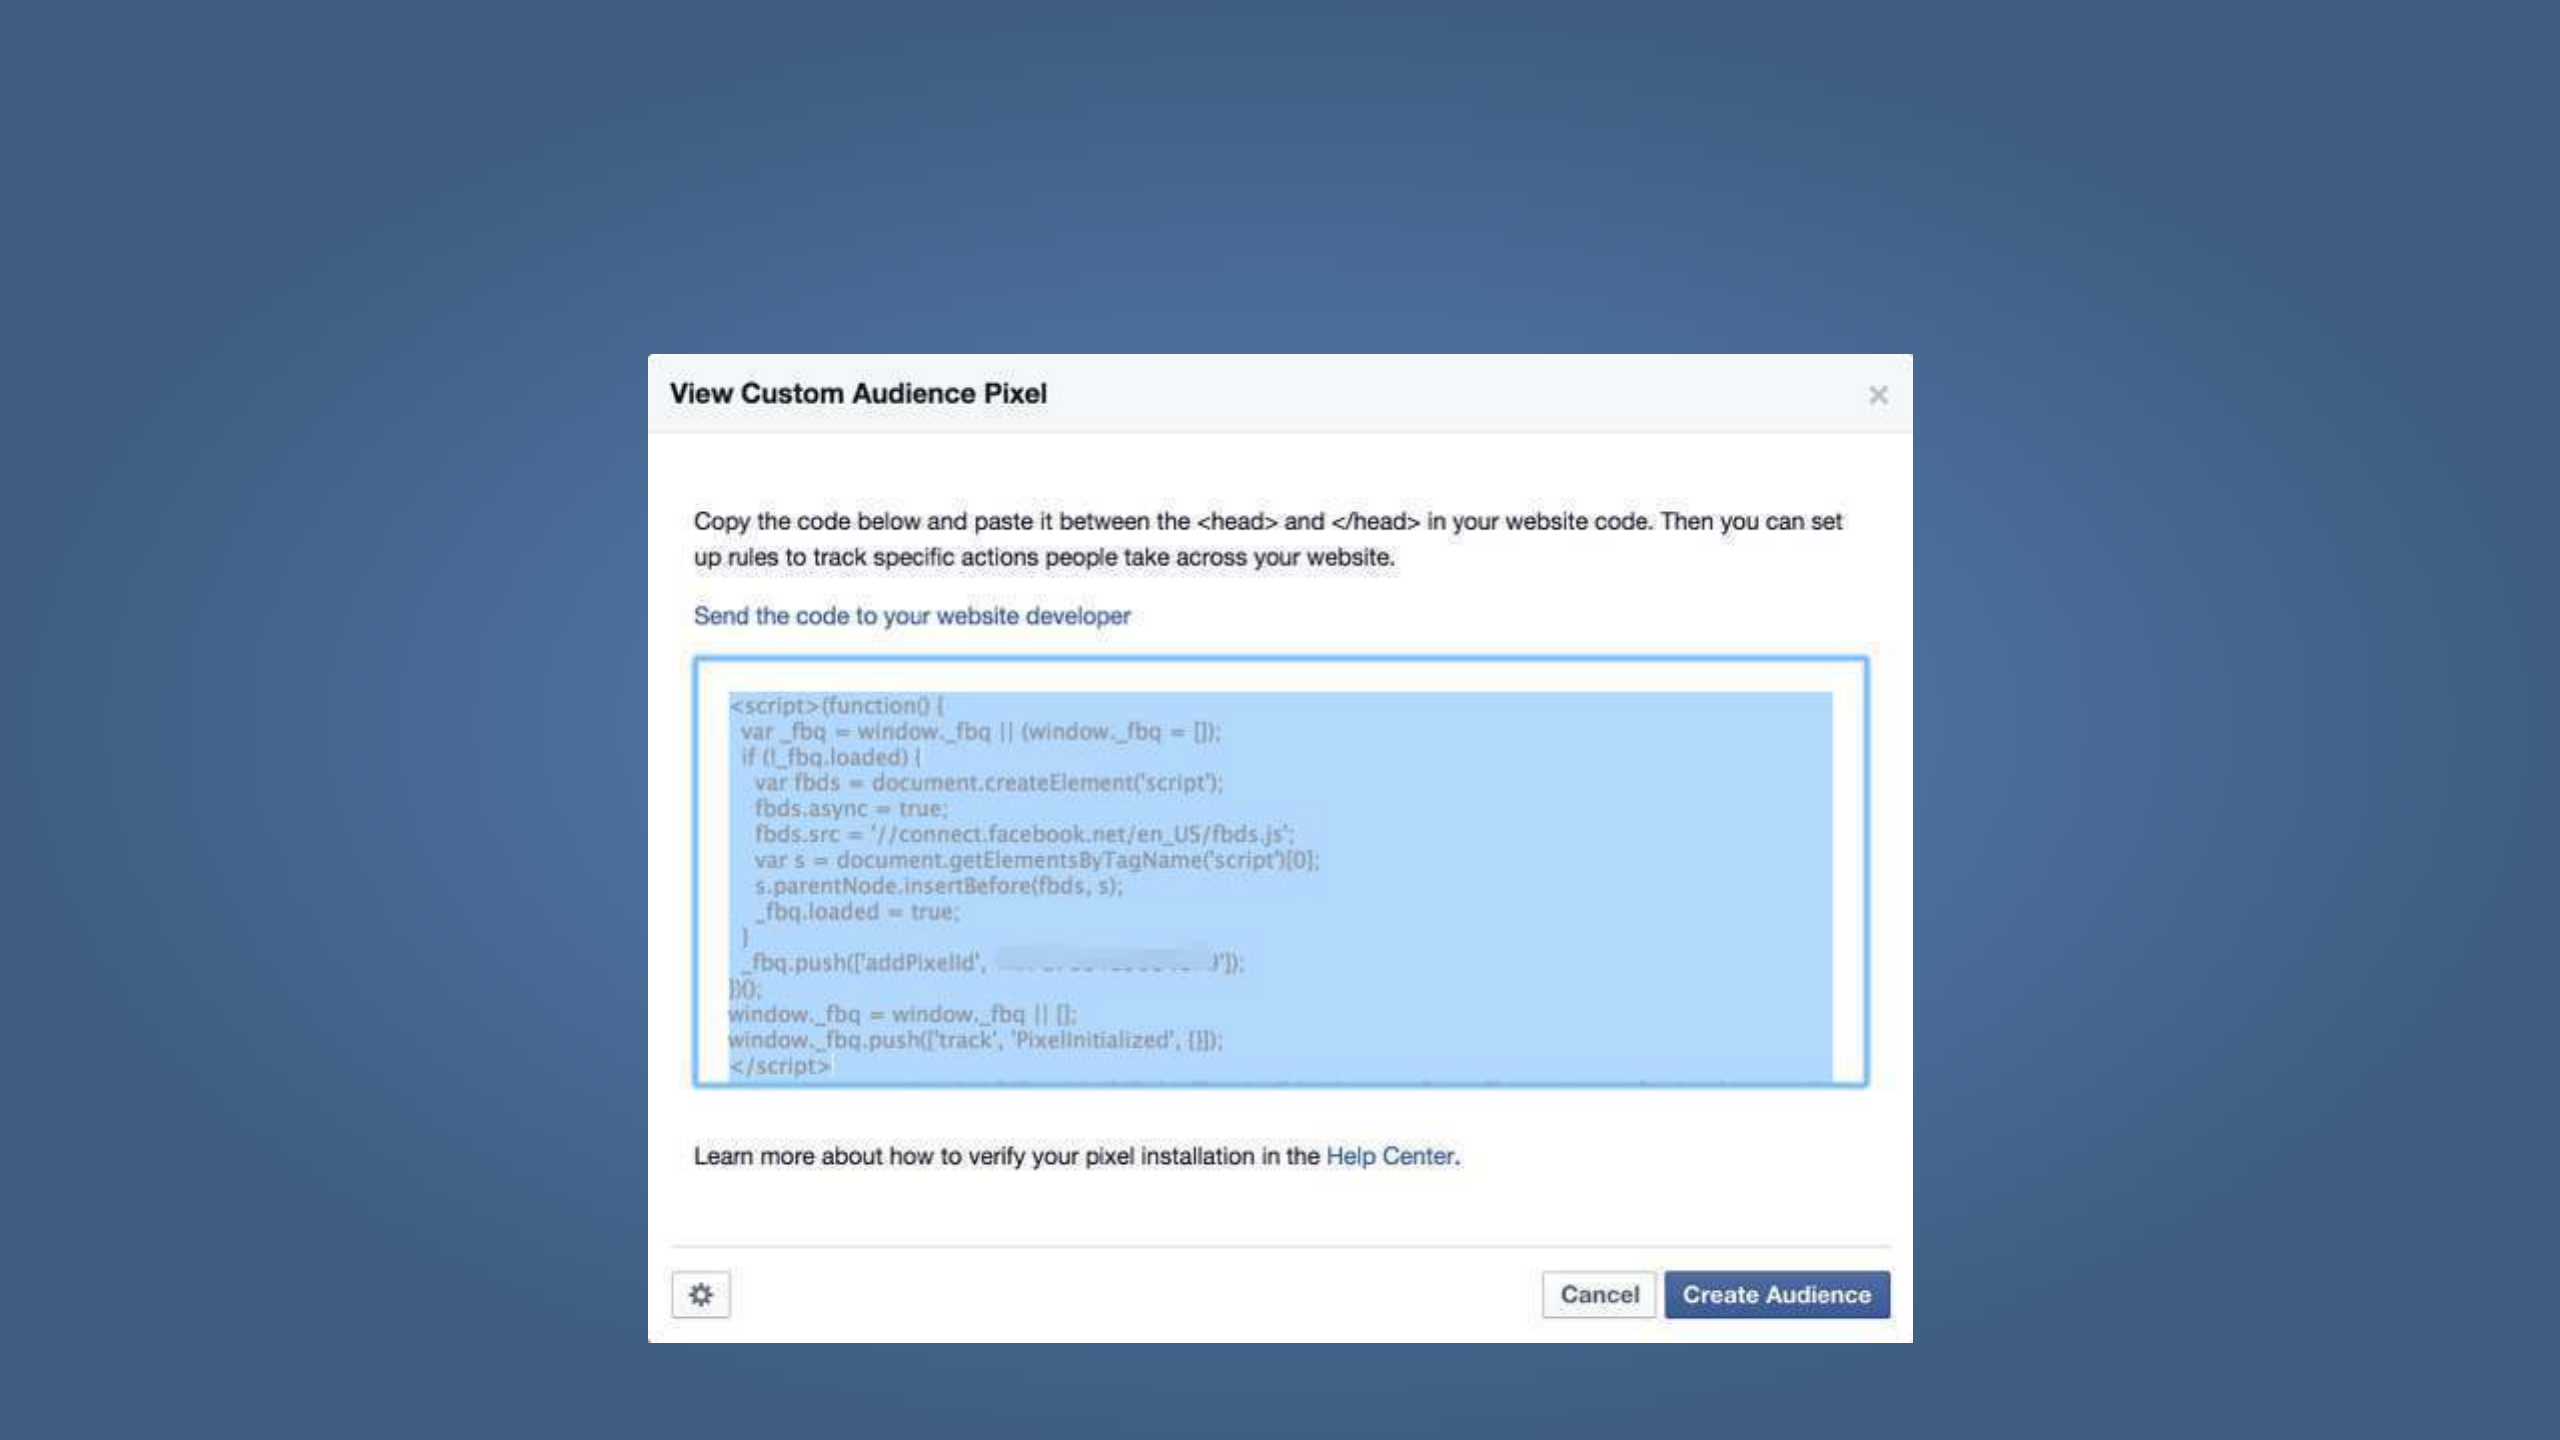 View Custom Audience Pixel
Copy the code below and paste it between the <head> and </head> in your website code. Then you can set
up rules to track specific actions people take across your website.
Send the code to your website developer
<script>(function() {
var _fbq = window._fbq || (window._fbq = []);
if (!_fbq.loaded) {
var fbds = document.createElement('script');
fbds.async = true;
fbds.src = '//connect.facebook.net/en_US/fbds.js';
var s = document.getElementsByTagName('script')[0];
s.parentNode.insertBefore(fbds, s);
_fbq.loaded = true;
}
_fbq.push(['addPixelId', ']);
})();
window._fbq = window._fbq || [];
window._fbq.push(['track', 'PixelInitialized', {}]);
</script>
Learn more about how to verify your pixel installation in the Help Center.
Cancel
Create Audience